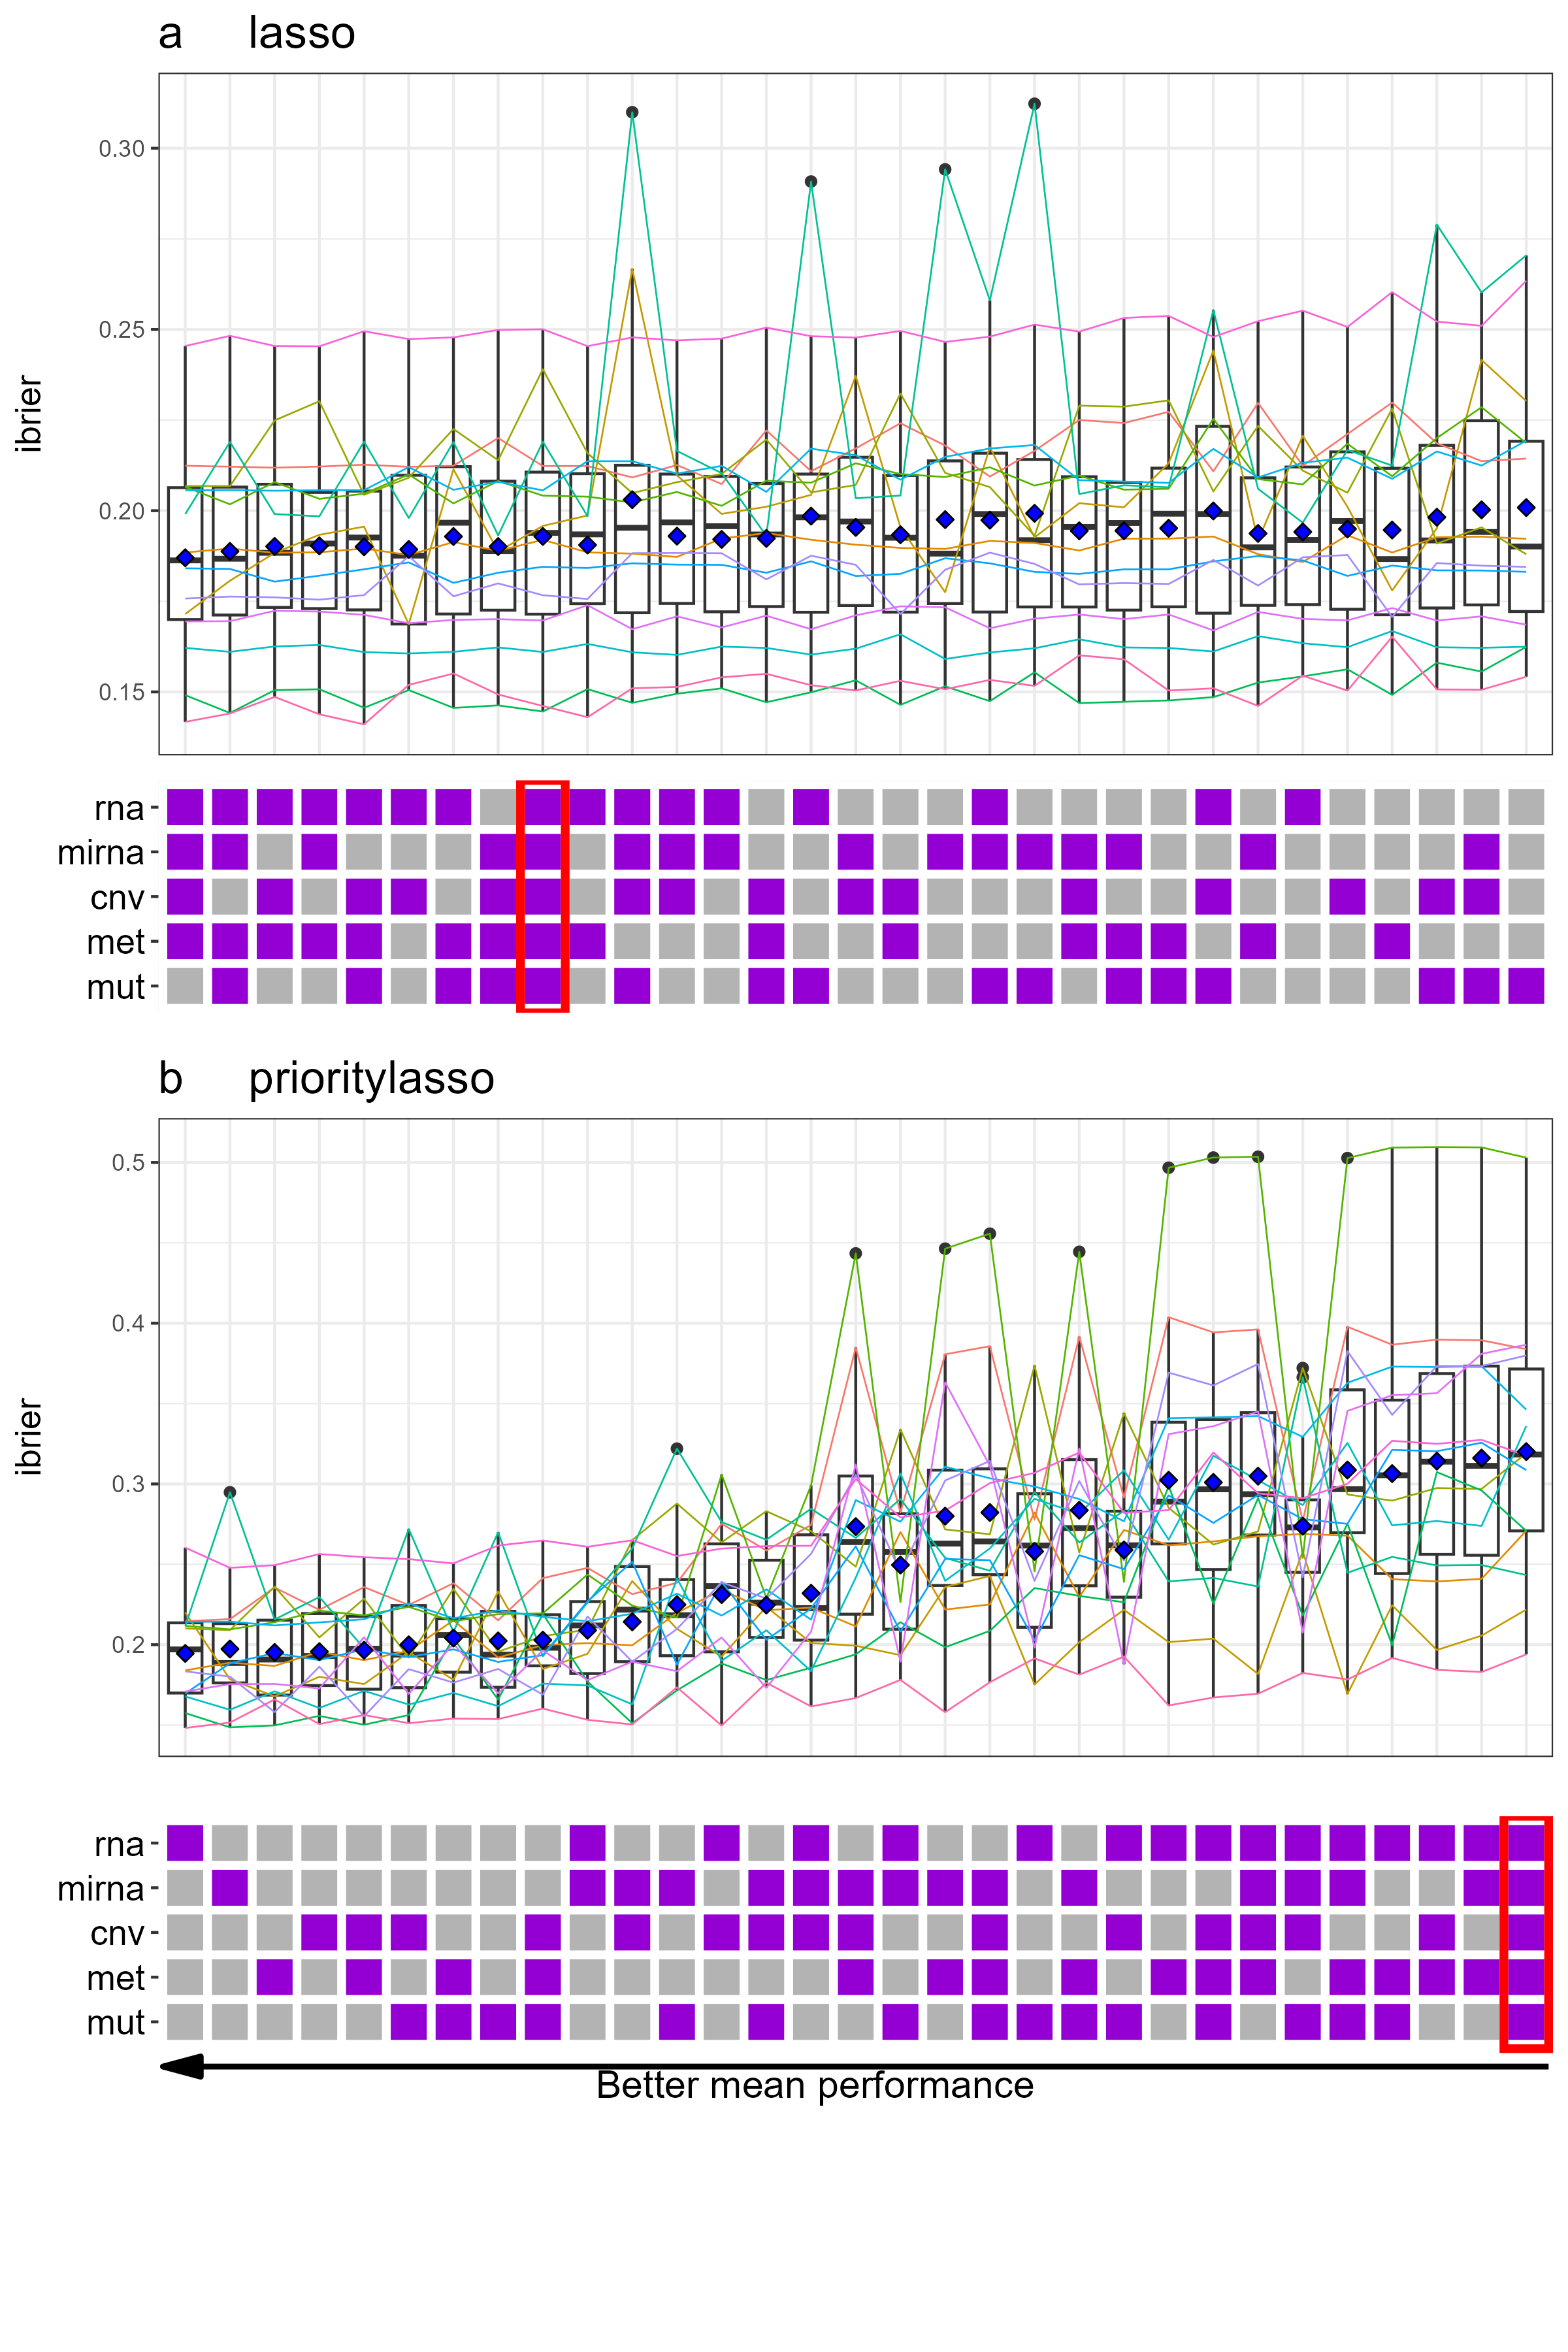 a lasso
0.30
0.25
0.20
0.15
ibrier
rna
mirna
cnv
met
mut
b prioritylasso
0.5
0.4
0.3
0.2
ibrier
rna
mirna
cnv
met
mut
Better mean performance